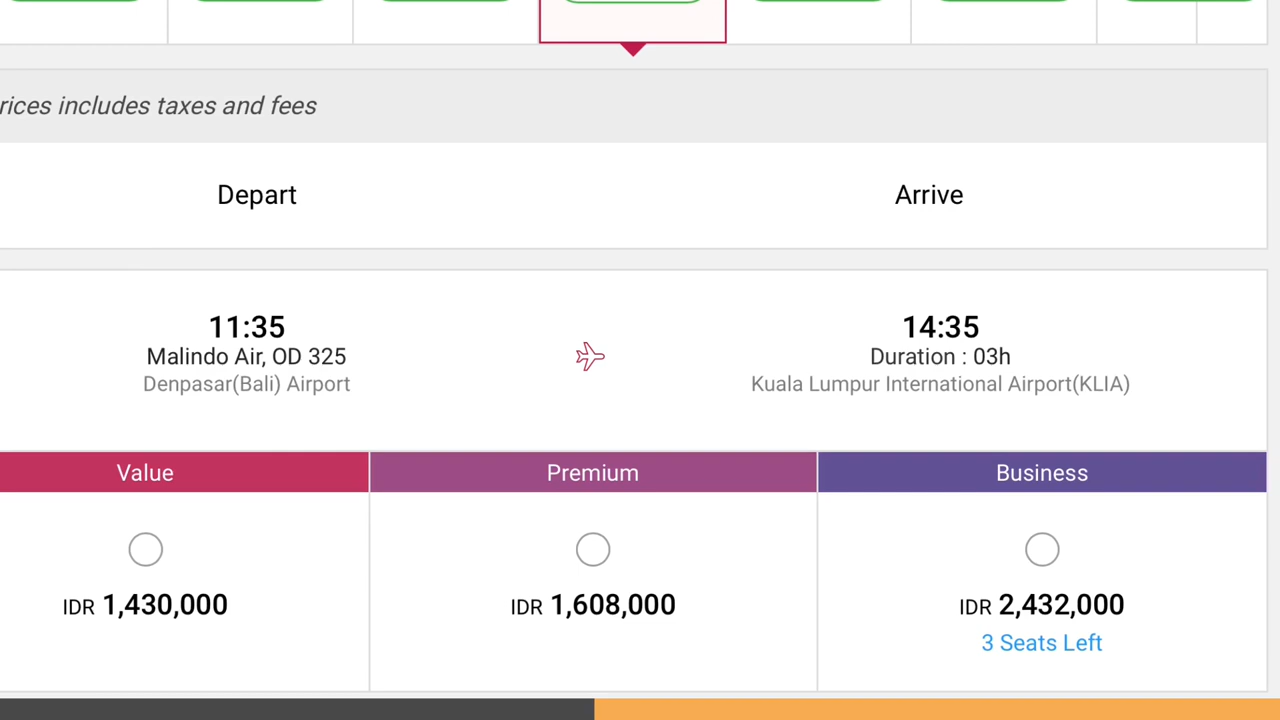 rices includes taxes and fees
Depart
Arrive
11:35
Malindo Air, OD 325
Denpasar(Bali) Airport
14:35
Duration : 03h
Kuala Lumpur International Airport(KLIA)
Value
Premium
Business
IDR 1,430,000
IDR 1,608,000
IDR 2,432,000
3 Seats Left